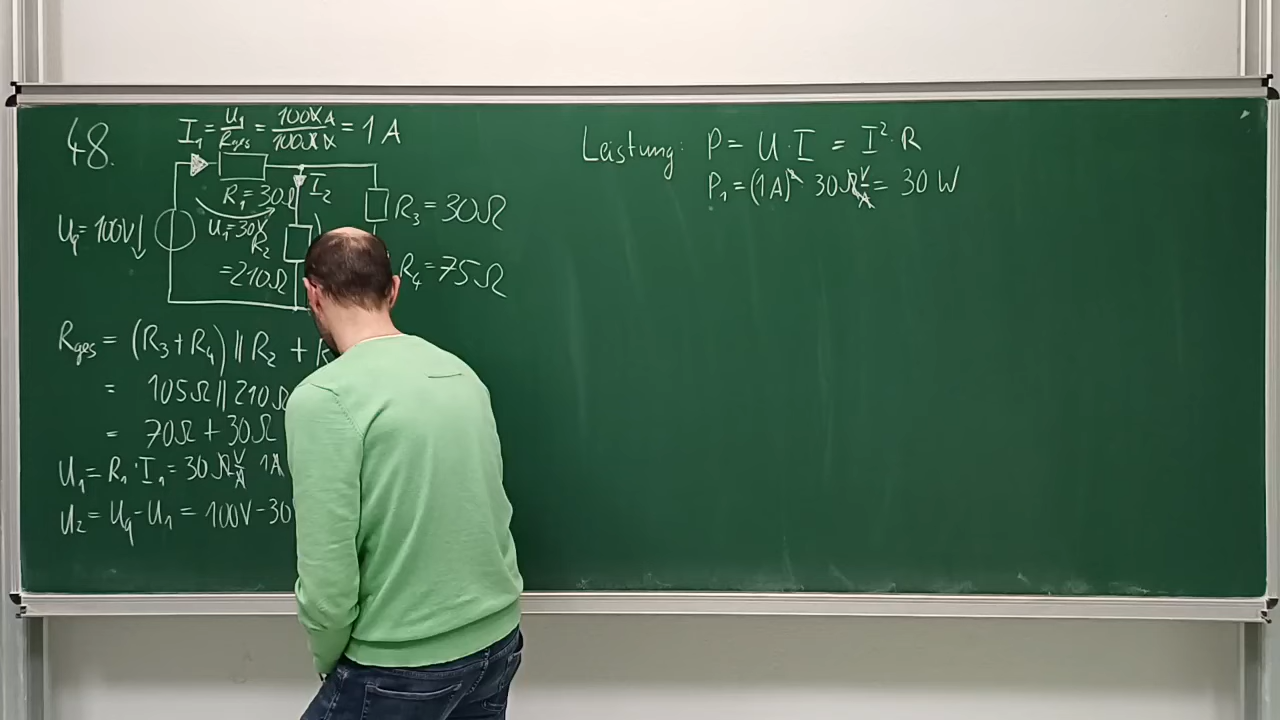 48.
I₁ = U_q/R_ges = 100V A/100 V = 1 A
I₂
R₁ = 30Ω
U₁ = 30V
U_q = 100V
R₂
= 210Ω
R₃ = 30Ω
R₄ = 75Ω
R_ges = (R₃ + R₄) || R₂ +
= 105Ω || 210Ω
= 70Ω + 30Ω
U₁ = R₁ · I₁ = 30 Ω V/A 1A
U₂ = U_q - U₁ = 100V - 30
Leistung: P = U · I = I² · R
P₁ = (1A)² 30 Ω V/A = 30 W